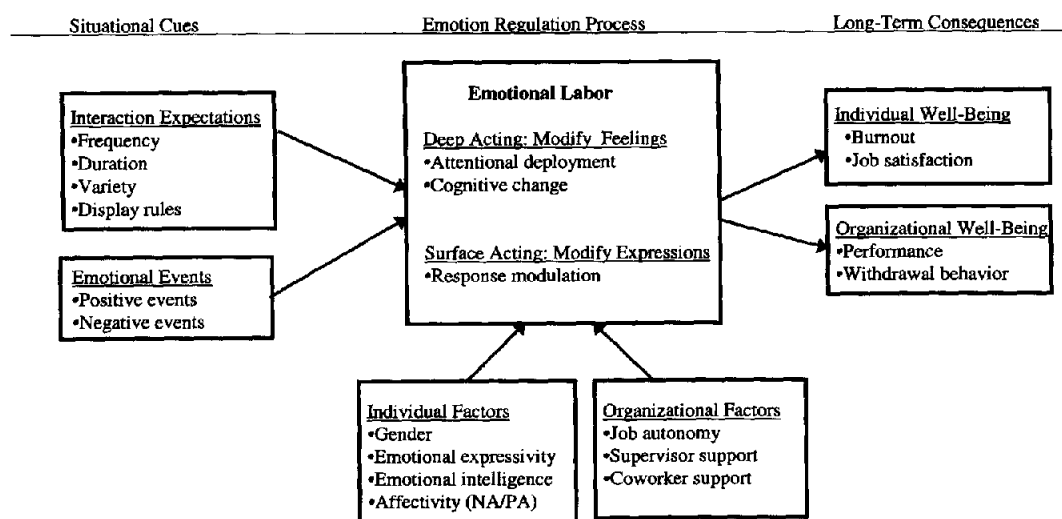 Situational Cues
Emotion Regulation Process
Long-Term Consequences
Interaction Expectations
•Frequency
•Duration
•Variety
•Display rules
Emotional Events
•Positive events
•Negative events
Emotional Labor
Deep Acting: Modify Feelings
•Attentional deployment
•Cognitive change
Surface Acting: Modify Expressions
•Response modulation
Individual Well-Being
•Burnout
•Job satisfaction
Organizational Well-Being
•Performance
•Withdrawal behavior
Individual Factors
•Gender
•Emotional expressivity
•Emotional intelligence
•Affectivity (NA/PA)
Organizational Factors
•Job autonomy
•Supervisor support
•Coworker support